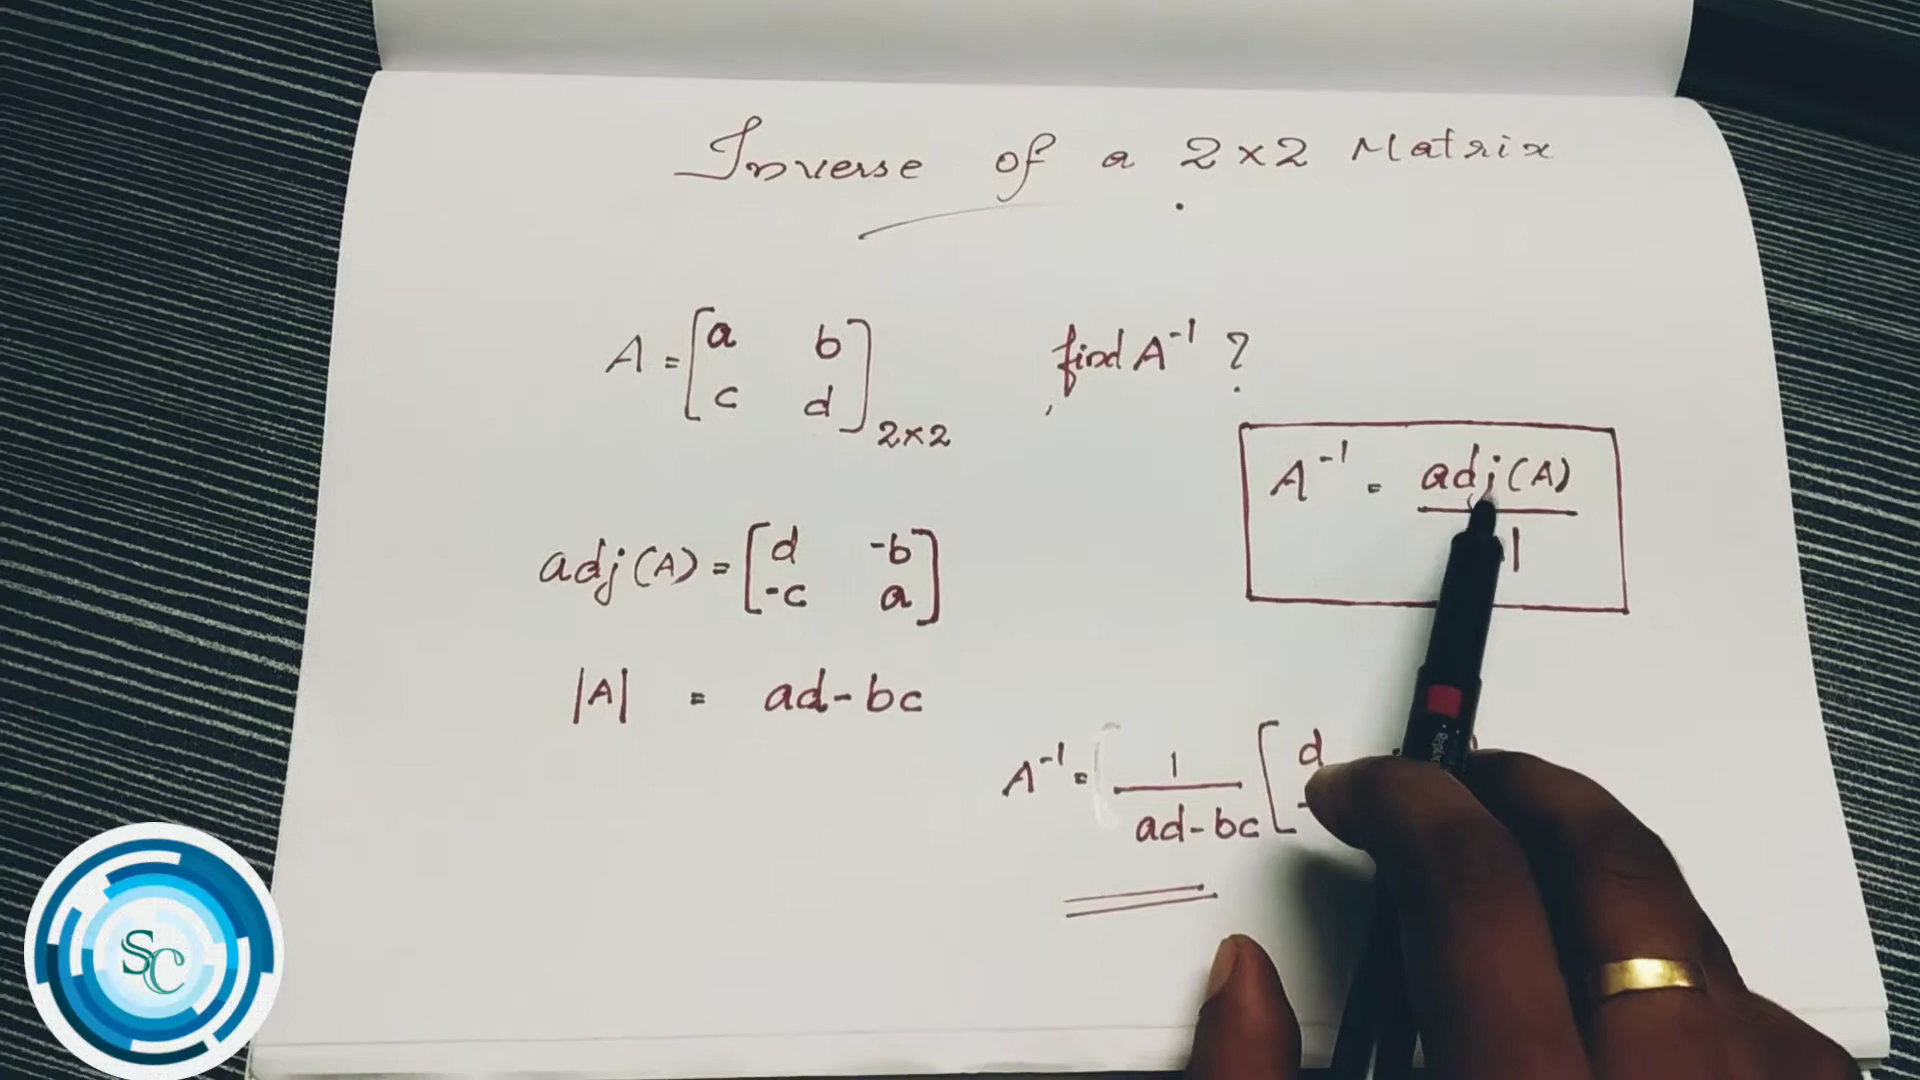 Inverse of a 2×2 Matrix
A = [a b
c d]2×2
find A⁻¹ ?
A⁻¹ = adj(A)
|
adj(A) = [d -b
-c a]
|A| = ad-bc
A⁻¹ = 1
ad-bc [d
SC